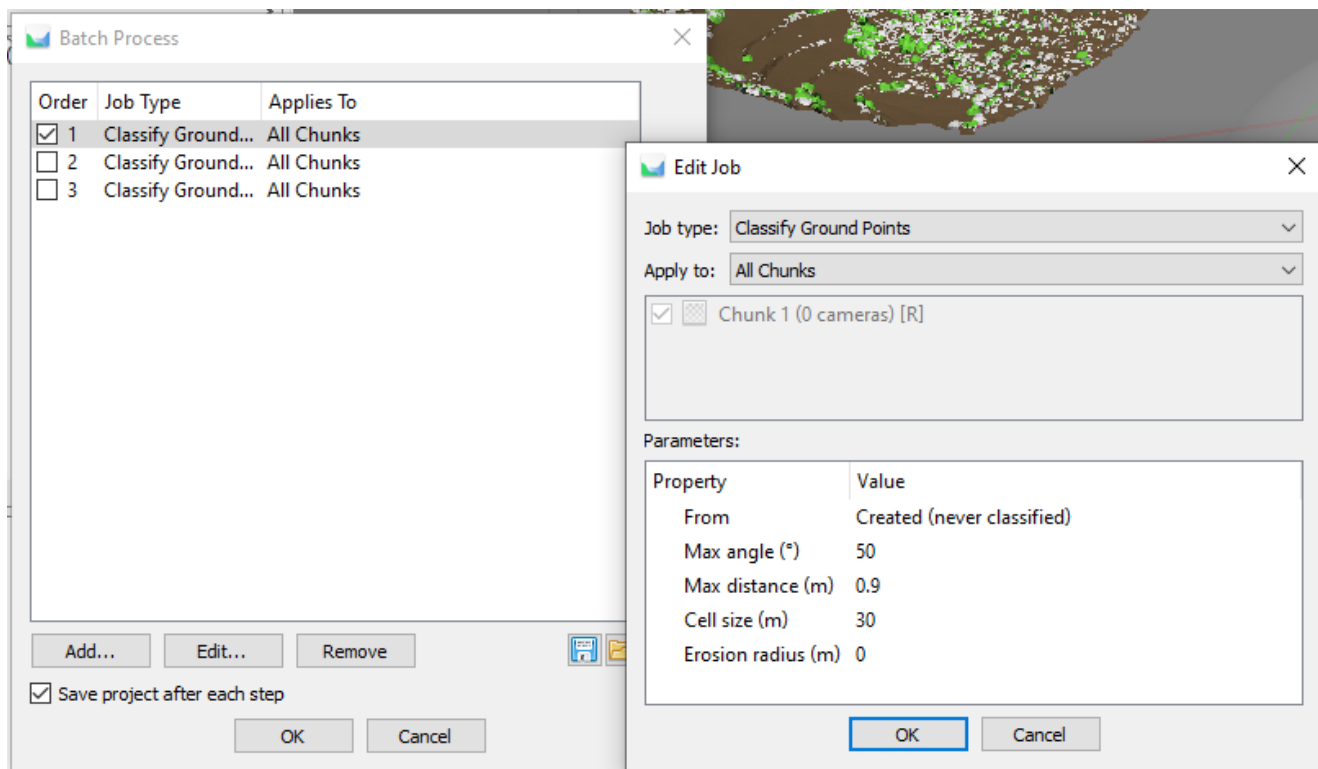 Batch Process
Order Job Type Applies To
1 Classify Ground... All Chunks
2 Classify Ground... All Chunks
3 Classify Ground... All Chunks
Add... Edit... Remove
Save project after each step
OK Cancel
Edit Job
Job type: Classify Ground Points
Apply to: All Chunks
Chunk 1 (0 cameras) [R]
Parameters:
Property Value
From Created (never classified)
Max angle (°) 50
Max distance (m) 0.9
Cell size (m) 30
Erosion radius (m) 0
OK Cancel